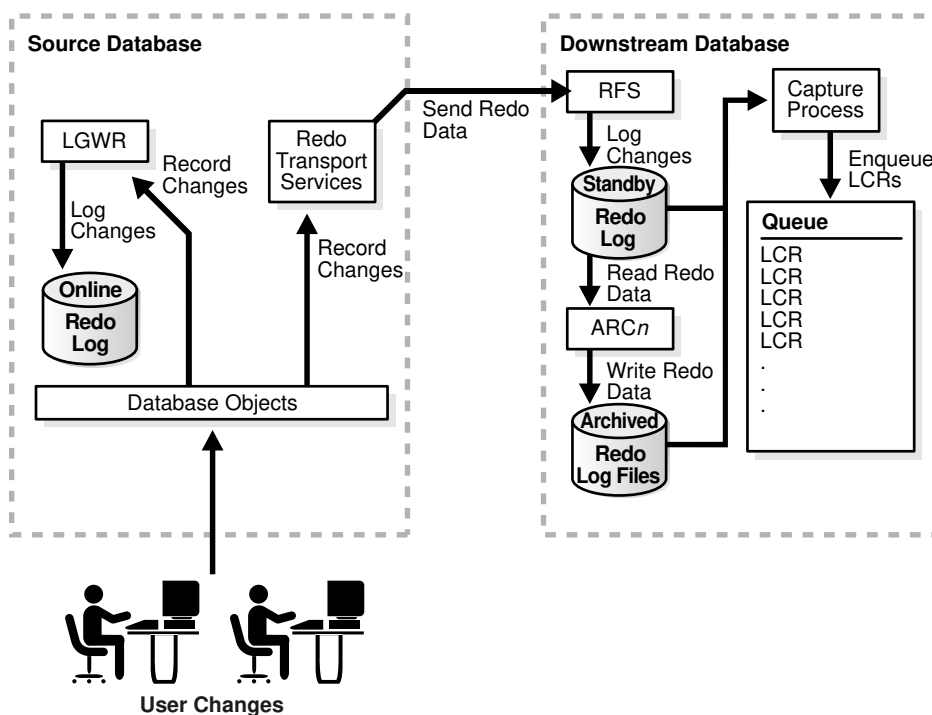 Source Database
LGWR
Record
Changes
Log
Changes
Online
Redo
Log
Redo
Transport
Services
Record
Changes
Database Objects
User Changes
Send Redo
Data
Downstream Database
RFS
Log
Changes
Standby
Redo
Log
Read Redo
Data
ARCn
Write Redo
Data
Archived
Redo
Log Files
Capture
Process
Enqueue
LCRs
Queue
LCR
LCR
LCR
LCR
LCR
.
.
.